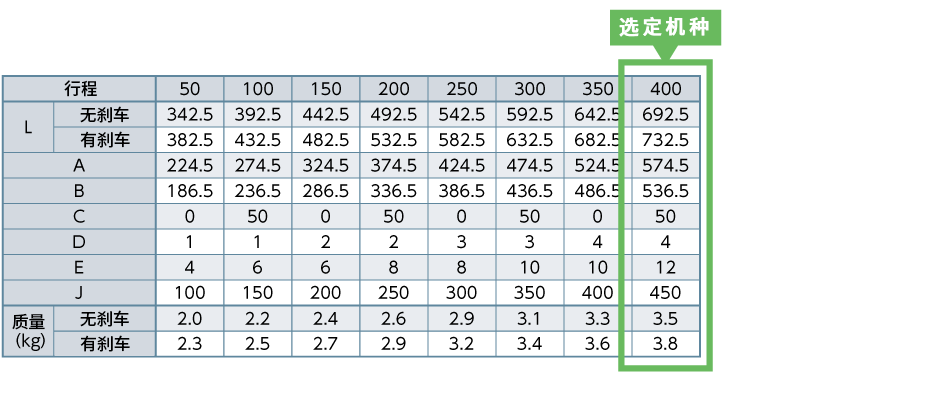 选定机种
行程 50 100 150 200 250 300 350 400
L 无刹车 342.5 392.5 442.5 492.5 542.5 592.5 642.5 692.5
有刹车 382.5 432.5 482.5 532.5 582.5 632.5 682.5 732.5
A 224.5 274.5 324.5 374.5 424.5 474.5 524.5 574.5
B 186.5 236.5 286.5 336.5 386.5 436.5 486.5 536.5
C 0 50 0 50 0 50 0 50
D 1 1 2 2 3 3 4 4
E 4 6 6 8 8 10 10 12
J 100 150 200 250 300 350 400 450
质量(kg) 无刹车 2.0 2.2 2.4 2.6 2.9 3.1 3.3 3.5
有刹车 2.3 2.5 2.7 2.9 3.2 3.4 3.6 3.8